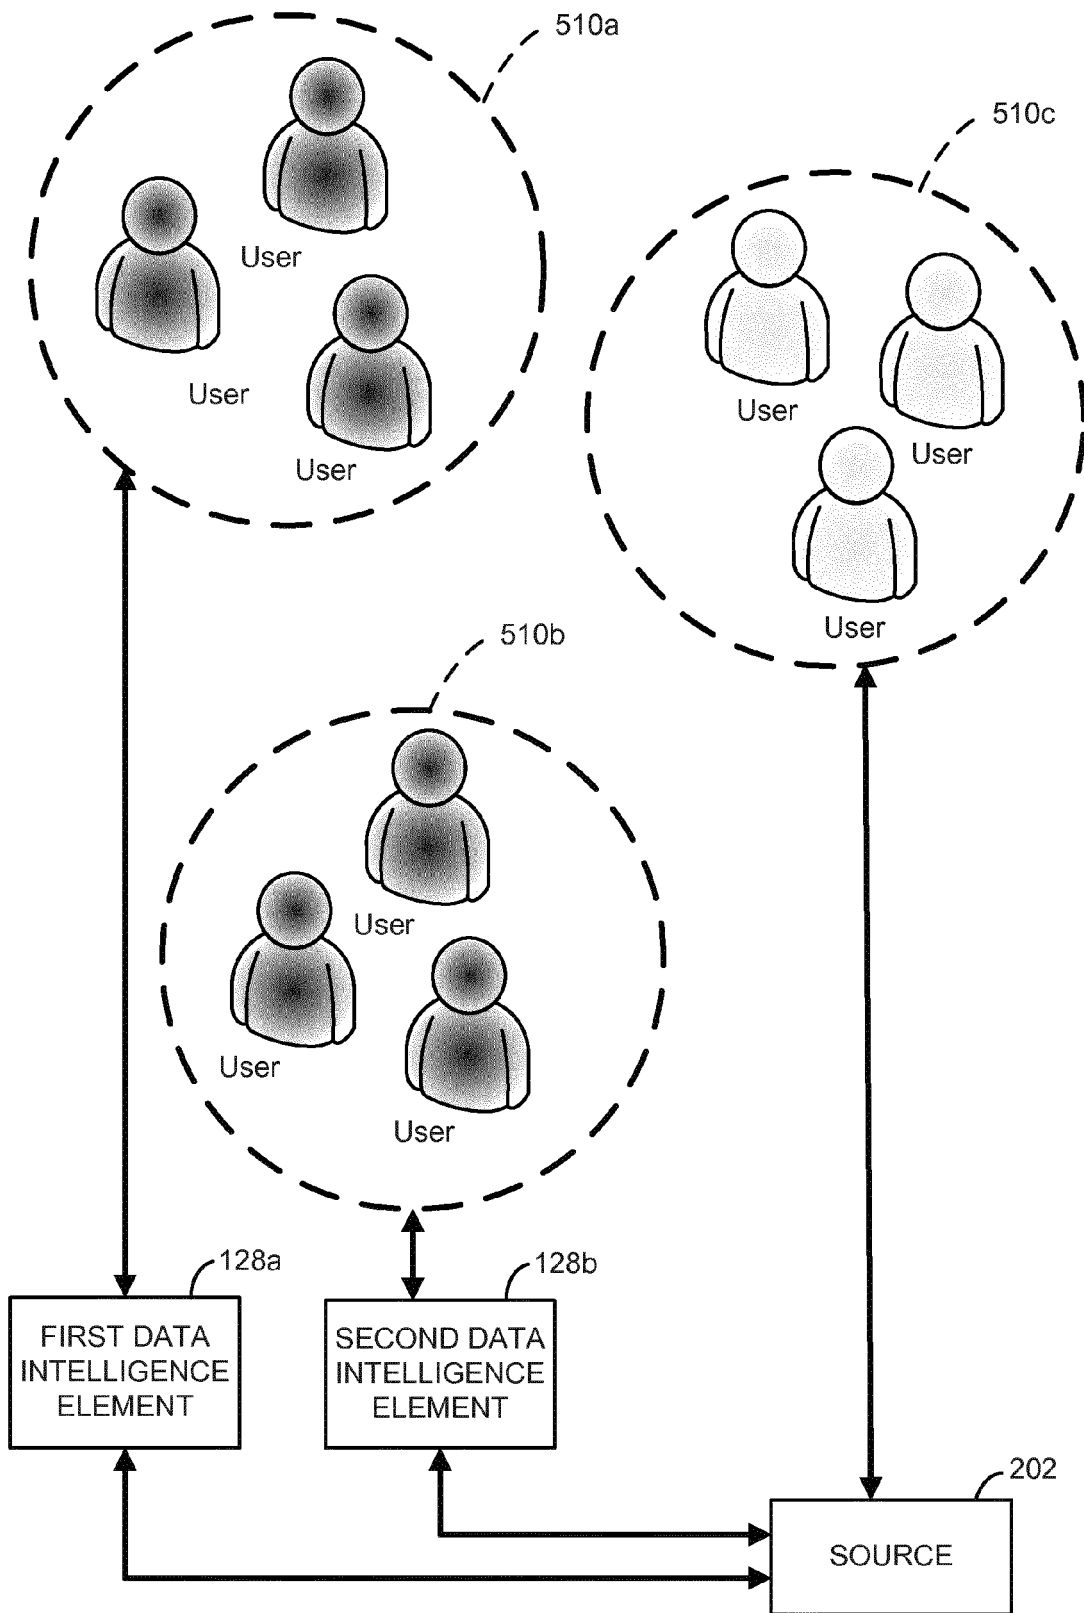 510a
510c
User
User
User
User
User
User
510b
User
User
User
128a
128b
FIRST DATA
INTELLIGENCE
ELEMENT
SECOND DATA
INTELLIGENCE
ELEMENT
202
SOURCE